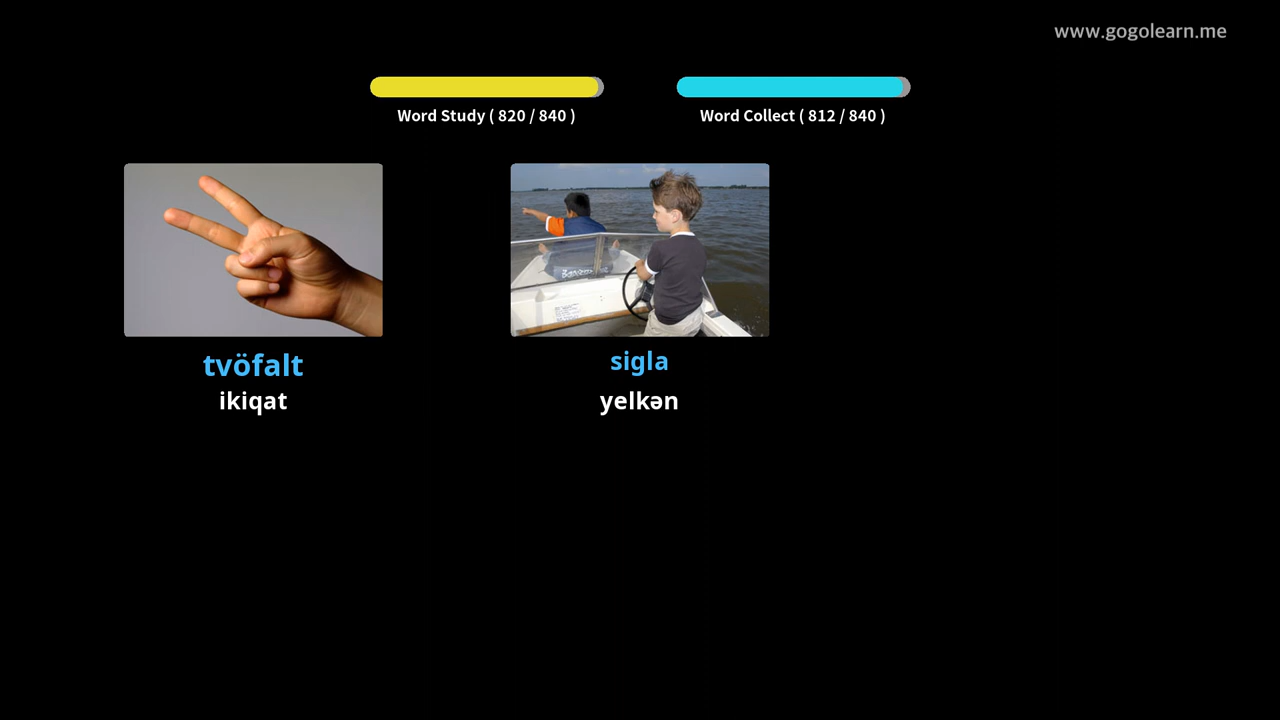 www.gogolearn.me
Word Study ( 820 / 840 )
Word Collect ( 812 / 840 )
tvöfalt
ikiqat
sigla
yelkən